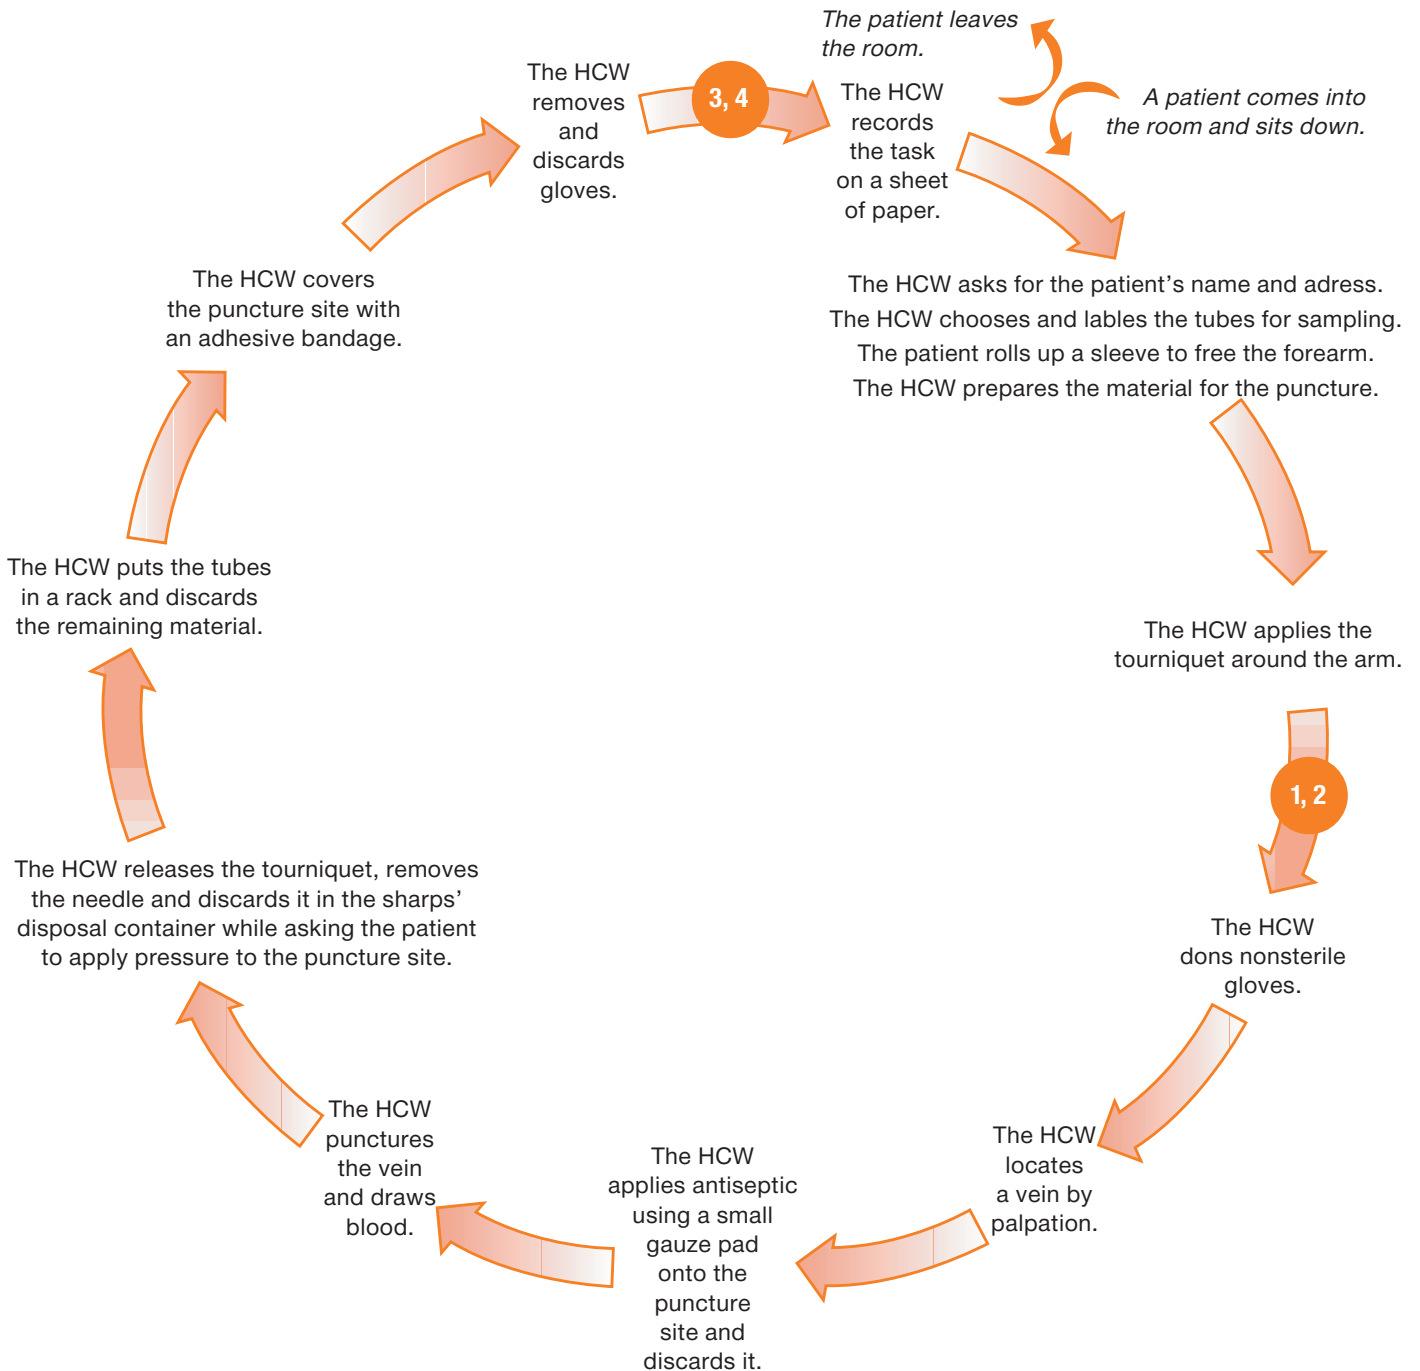 The patient leaves
the room.
A patient comes into
the room and sits down.
The HCW
records
the task
on a sheet
of paper.
The HCW asks for the patient’s name and adress.
The HCW chooses and lables the tubes for sampling.
The patient rolls up a sleeve to free the forearm.
The HCW prepares the material for the puncture.
The HCW applies the
tourniquet around the arm.
1, 2
The HCW
dons nonsterile
gloves.
The HCW
locates
a vein by
palpation.
The HCW
applies antiseptic
using a small
gauze pad
onto the
puncture
site and
discards it.
The HCW
punctures
the vein
and draws
blood.
The HCW releases the tourniquet, removes
the needle and discards it in the sharps’
disposal container while asking the patient
to apply pressure to the puncture site.
The HCW puts the tubes
in a rack and discards
the remaining material.
The HCW covers
the puncture site with
an adhesive bandage.
The HCW
removes
and
discards
gloves.
3, 4